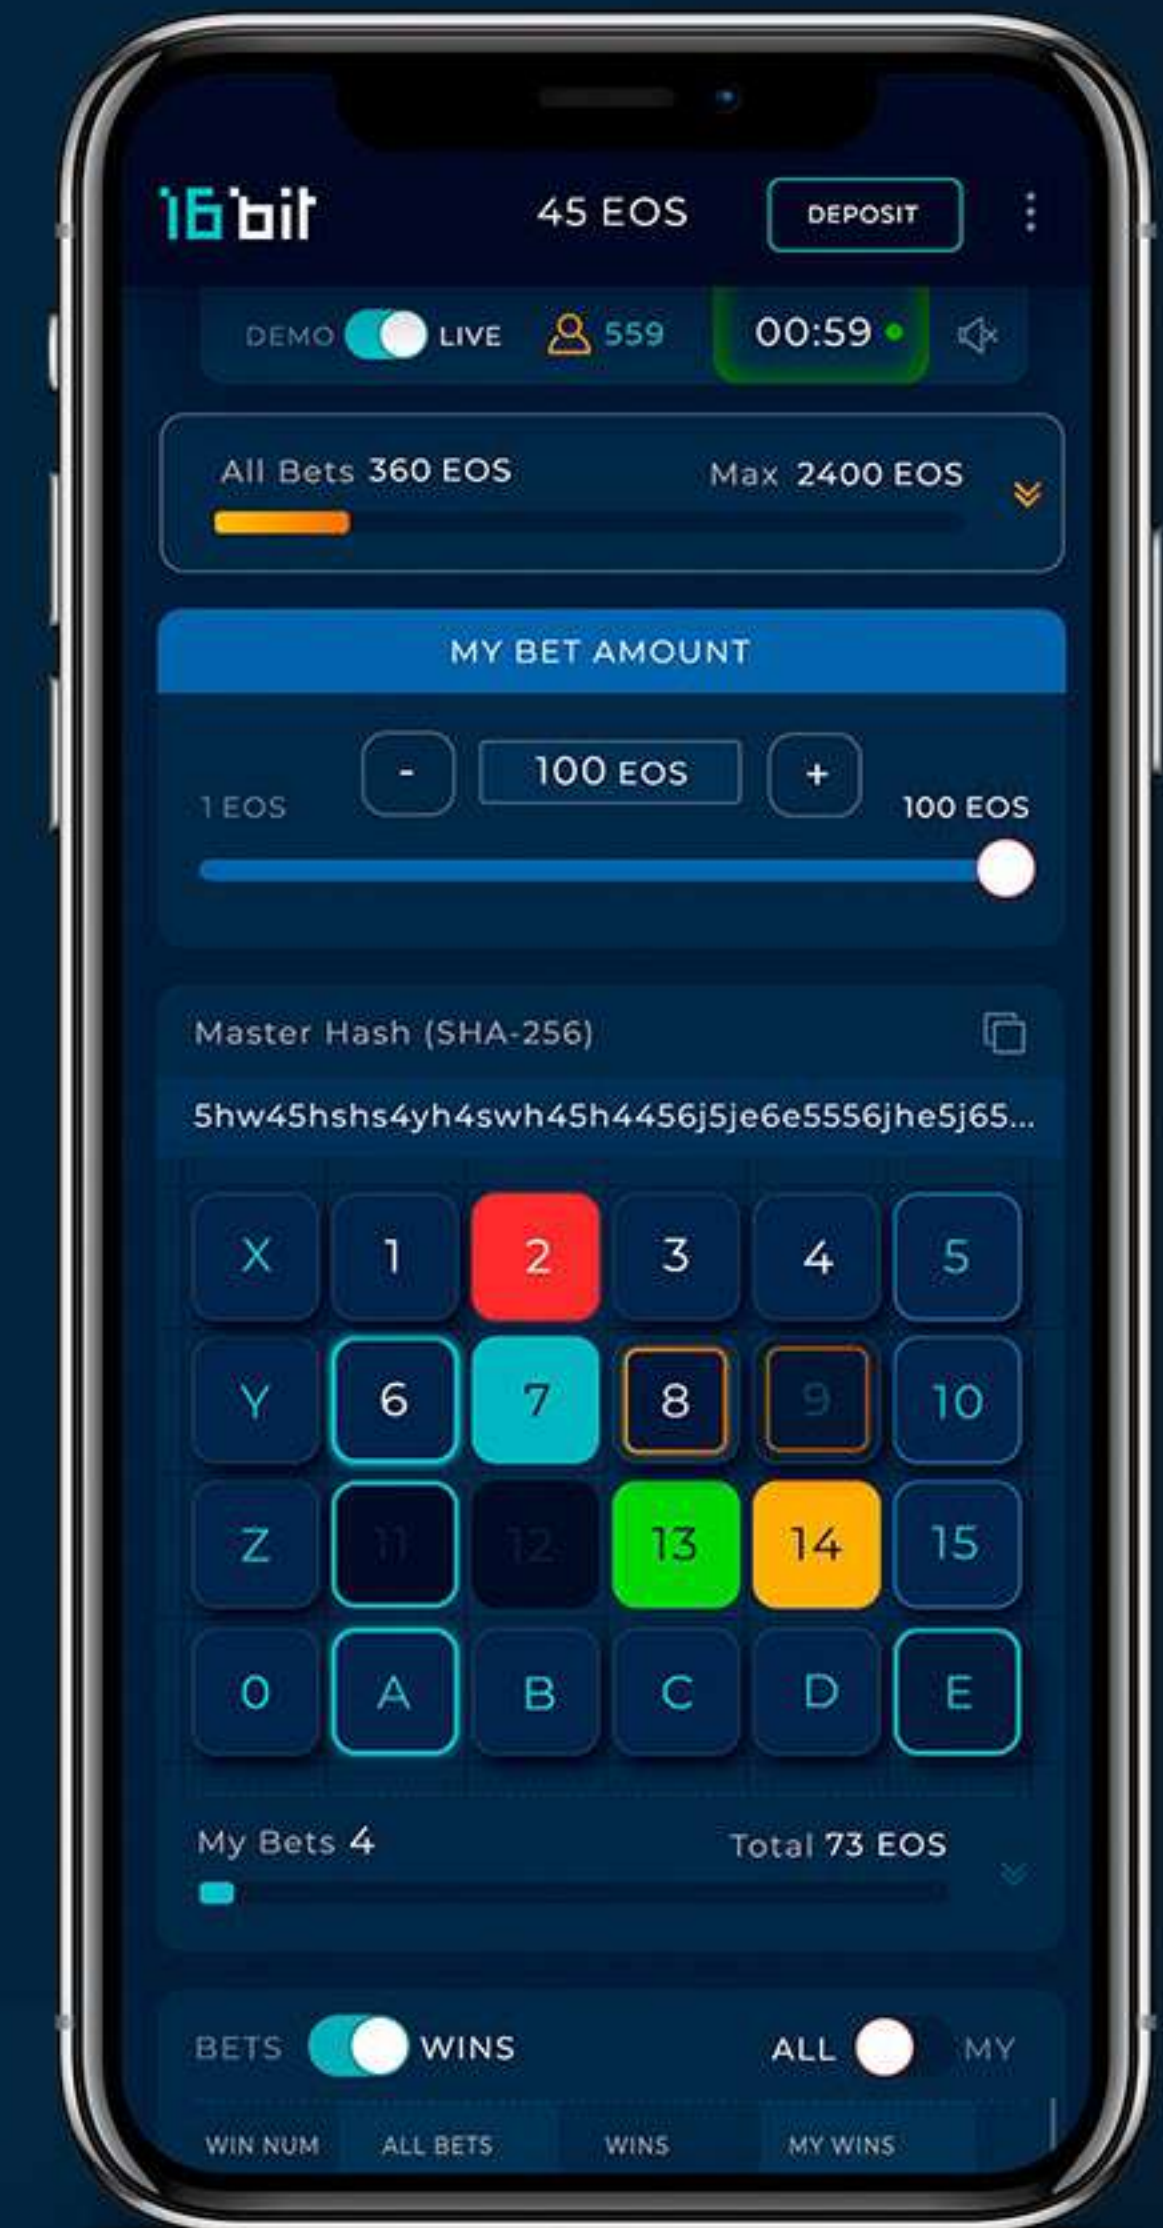 16bit 45 EOS DEPOSIT
DEMO LIVE 559 00:59
All Bets 360 EOS Max 2400 EOS
MY BET AMOUNT
- 100 EOS +
1 EOS 100 EOS
Master Hash (SHA-256)
5hw45hshs4yh4swh45h4456j5je6e5556jhe5j65...
X 1 2 3 4 5
Y 6 7 8 9 10
Z 11 12 13 14 15
0 A B C D E
My Bets 4 Total 73 EOS
BETS WINS ALL MY
WIN NUM ALL BETS WINS MY WINS